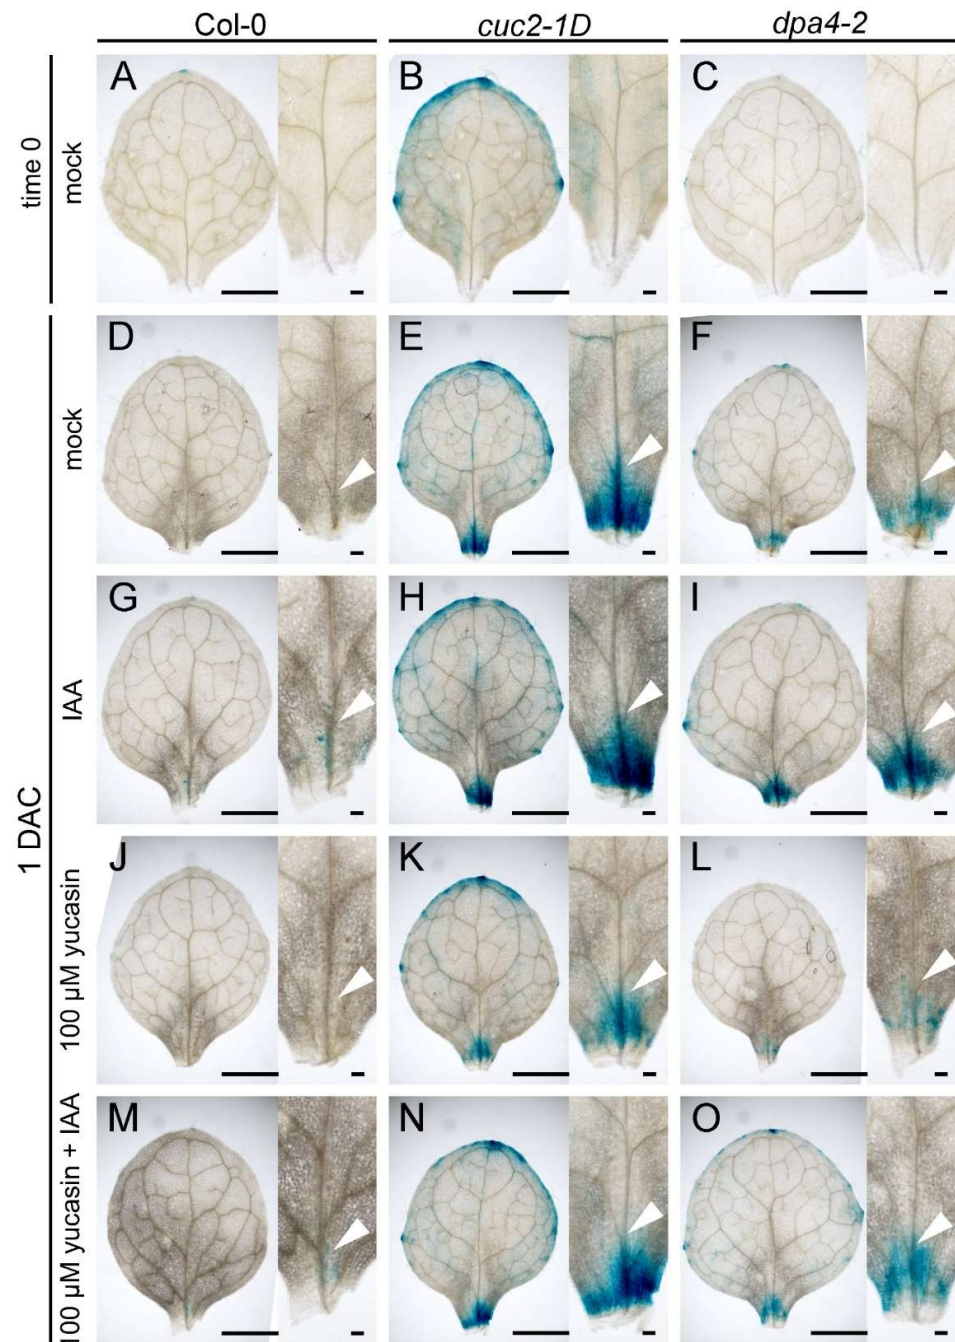 Col-0
cuc2-1D
dpa4-2
time 0
mock
A
B
C
1 DAC
mock
D
E
F
IAA
G
H
I
100 µM yucasin
J
K
L
100 µM yucasin + IAA
M
N
O